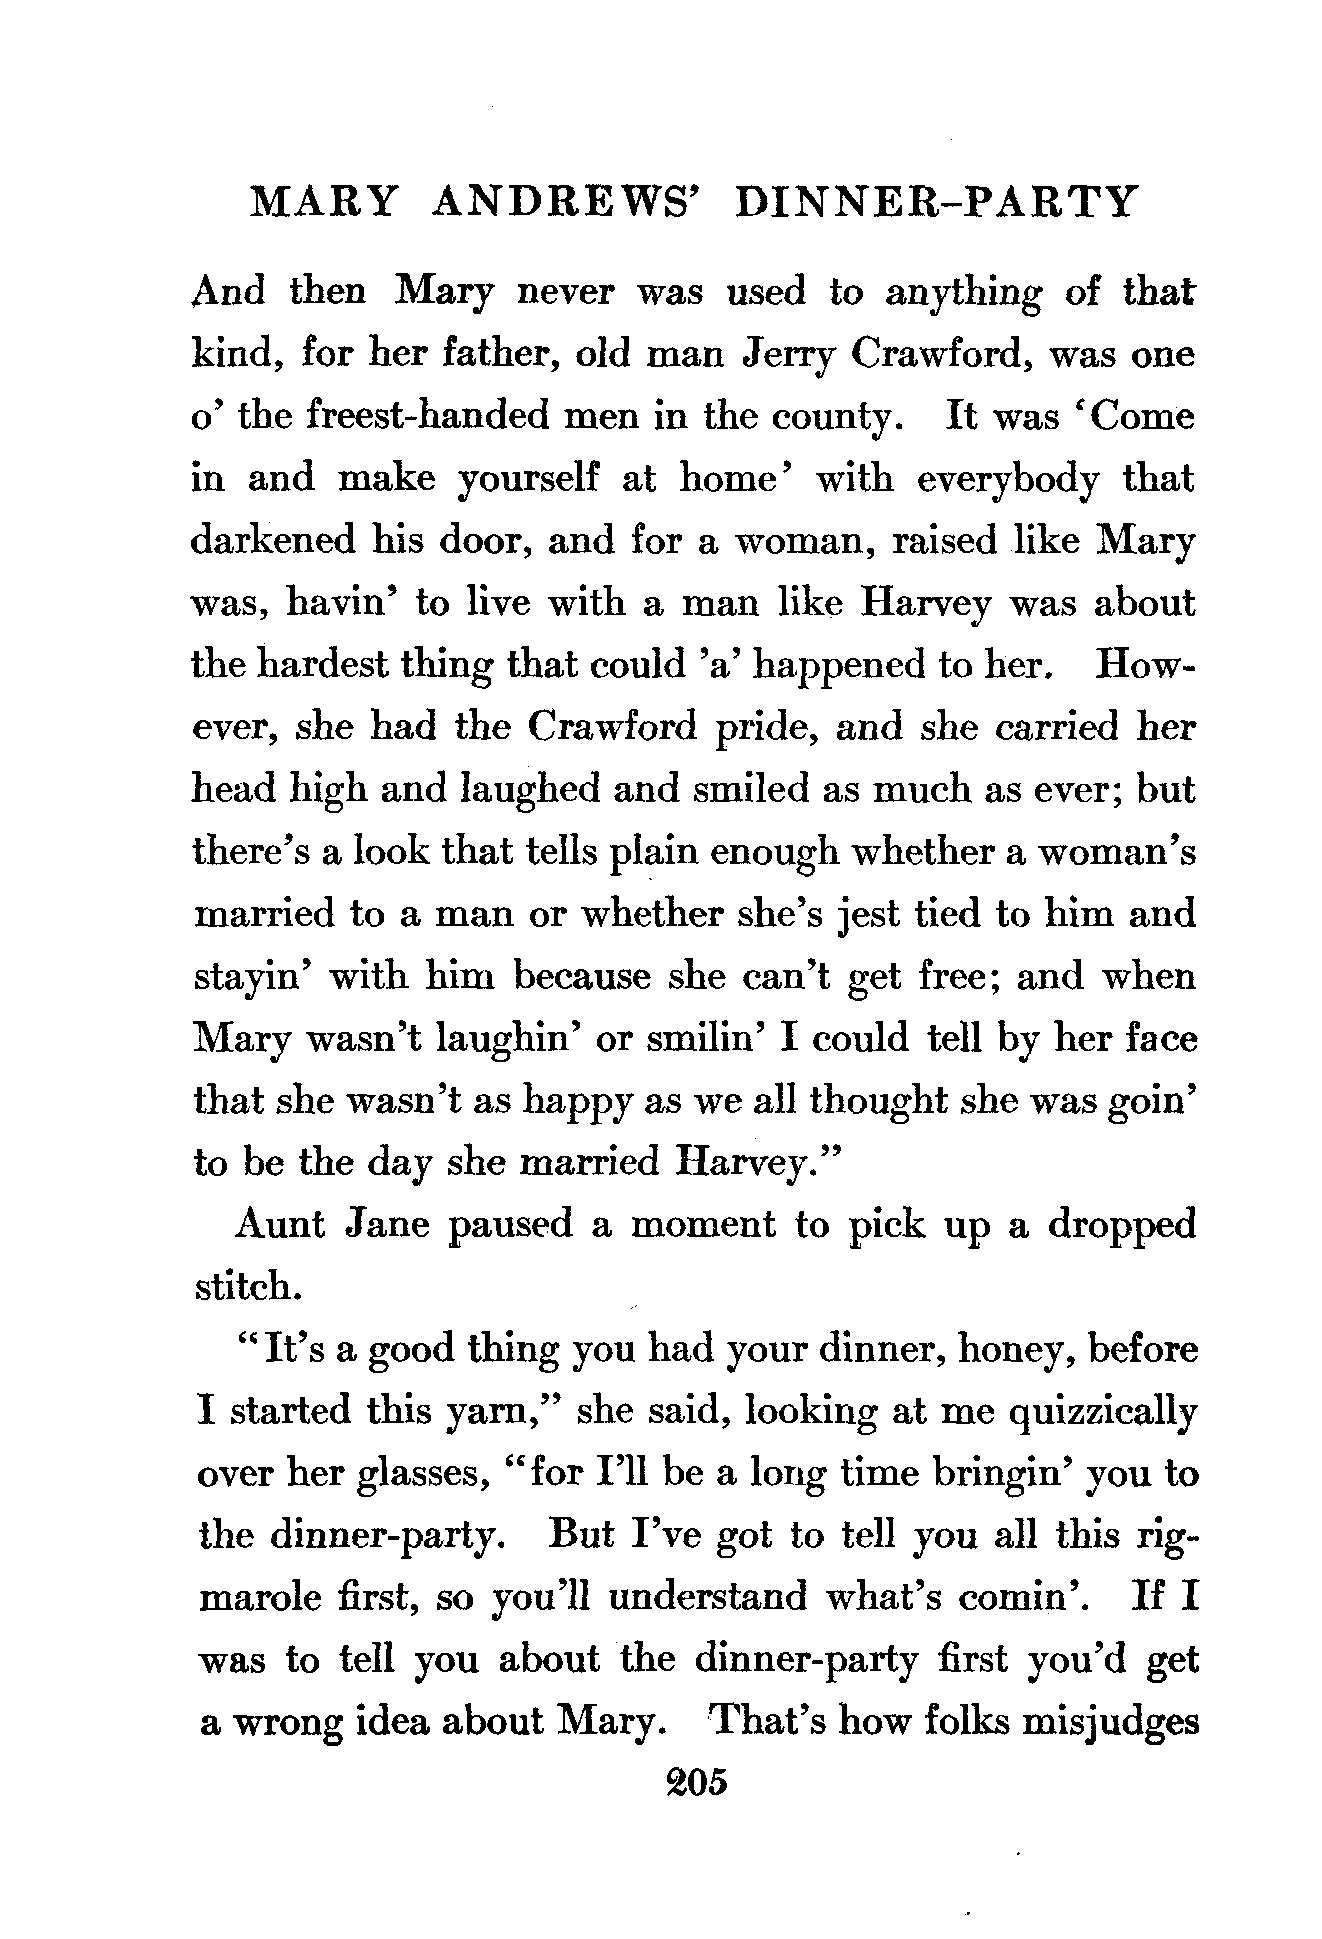 MARY ANDREWS' DINNER-PARTY
And then Mary never was used to anything of that
kind, for her father, old man Jerry Crawford, was one
o' the freest-handed men in the county. It was 'Come
in and make yourself at home' with everybody that
darkened his door, and for a woman, raised like Mary
was, havin' to live with a man like Harvey was about
the hardest thing that could 'a' happened to her. How-
ever, she had the Crawford pride, and she carried her
head high and laughed and smiled as much as ever; but
there's a look that tells plain enough whether a woman's
married to a man or whether she's jest tied to him and
stayin' with him because she can't get free; and when
Mary wasn't laughin' or smilin' I could tell by her face
that she wasn't as happy as we all thought she was goin'
to be the day she married Harvey."
Aunt Jane paused a moment to pick up a dropped
stitch.
"It's a good thing you had your dinner, honey, before
I started this yarn," she said, looking at me quizzically
over her glasses, "for I'll be a long time bringin' you to
the dinner-party. But I've got to tell you all this rig-
marole first, so you'll understand what's comin'. If I
was to tell you about the dinner-party first you'd get
a wrong idea about Mary. That's how folks misjudges
205